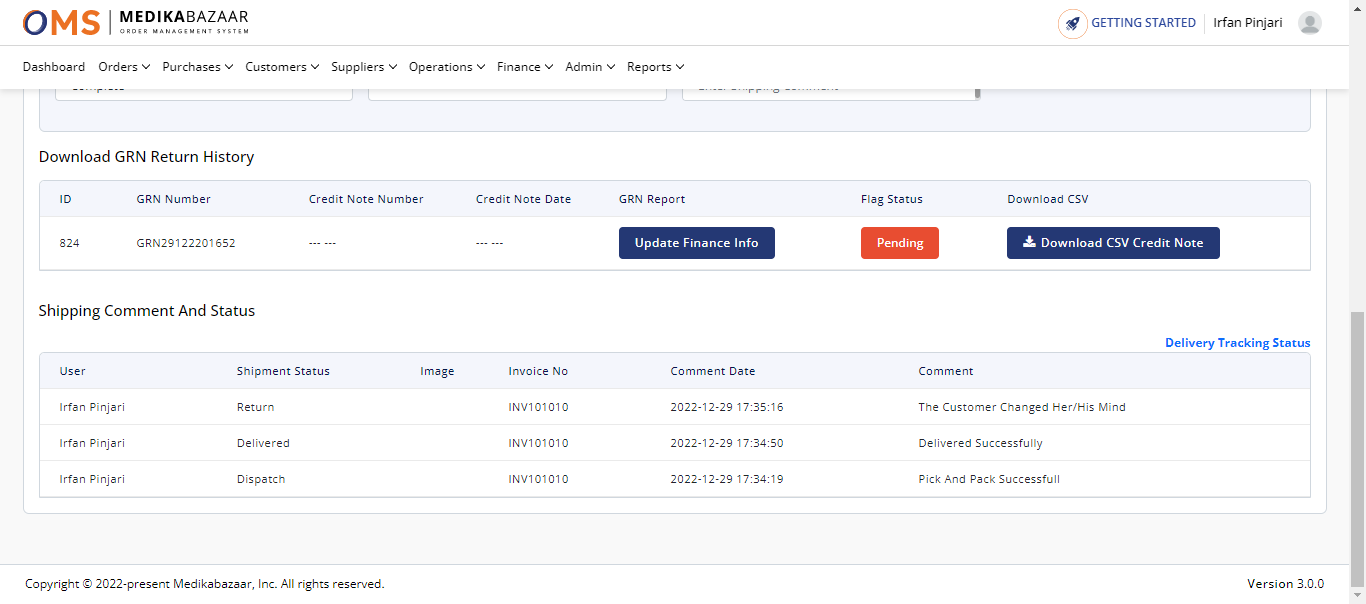 OMS MEDIKABAZAAR
ORDER MANAGEMENT SYSTEM
GETTING STARTED Irfan Pinjari
Dashboard Orders Purchases Customers Suppliers Operations Finance Admin Reports
Complete Enter Shipping Comment
Download GRN Return History
ID GRN Number Credit Note Number Credit Note Date GRN Report Flag Status Download CSV
824 GRN29122201652 --- --- --- --- Update Finance Info Pending Download CSV Credit Note
Shipping Comment And Status
Delivery Tracking Status
User Shipment Status Image Invoice No Comment Date Comment
Irfan Pinjari Return INV101010 2022-12-29 17:35:16 The Customer Changed Her/His Mind
Irfan Pinjari Delivered INV101010 2022-12-29 17:34:50 Delivered Successfully
Irfan Pinjari Dispatch INV101010 2022-12-29 17:34:19 Pick And Pack Successfull
Copyright © 2022-present Medikabazaar, Inc. All rights reserved. Version 3.0.0